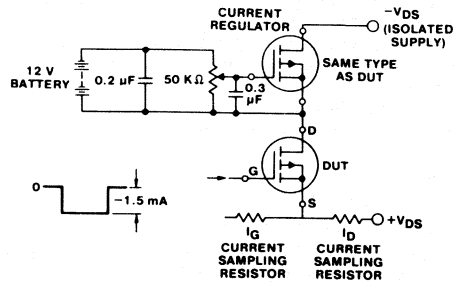 CURRENT
REGULATOR
−VDS
(ISOLATED
SUPPLY)
12 V
BATTERY
0.2 µF
50 KΩ
0.3
µF
SAME TYPE
AS DUT
D
G
DUT
0
−1.5 mA
S
+VDS
IG
CURRENT
SAMPLING
RESISTOR
ID
CURRENT
SAMPLING
RESISTOR